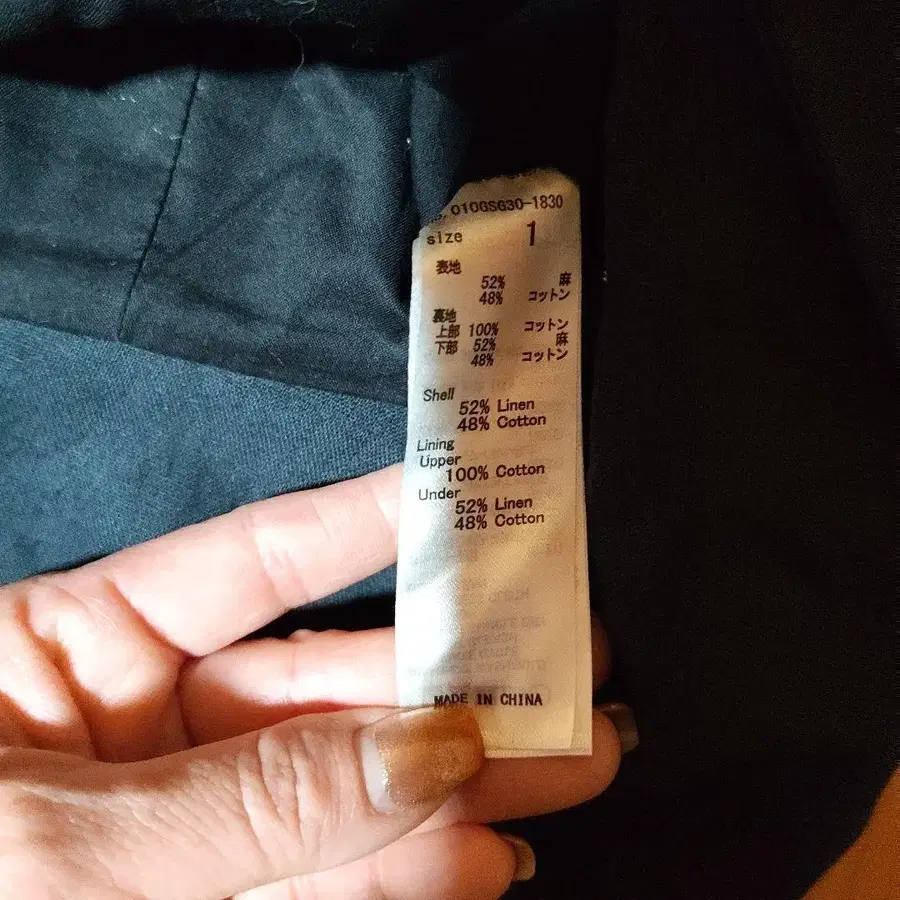 010GSG30-1830
size 1
表地
52% 麻
48% コットン
裏地
上部 100% コットン
下部 52% 麻
48% コットン
Shell
52% Linen
48% Cotton
Lining
Upper
100% Cotton
Under
52% Linen
48% Cotton
MADE IN CHINA